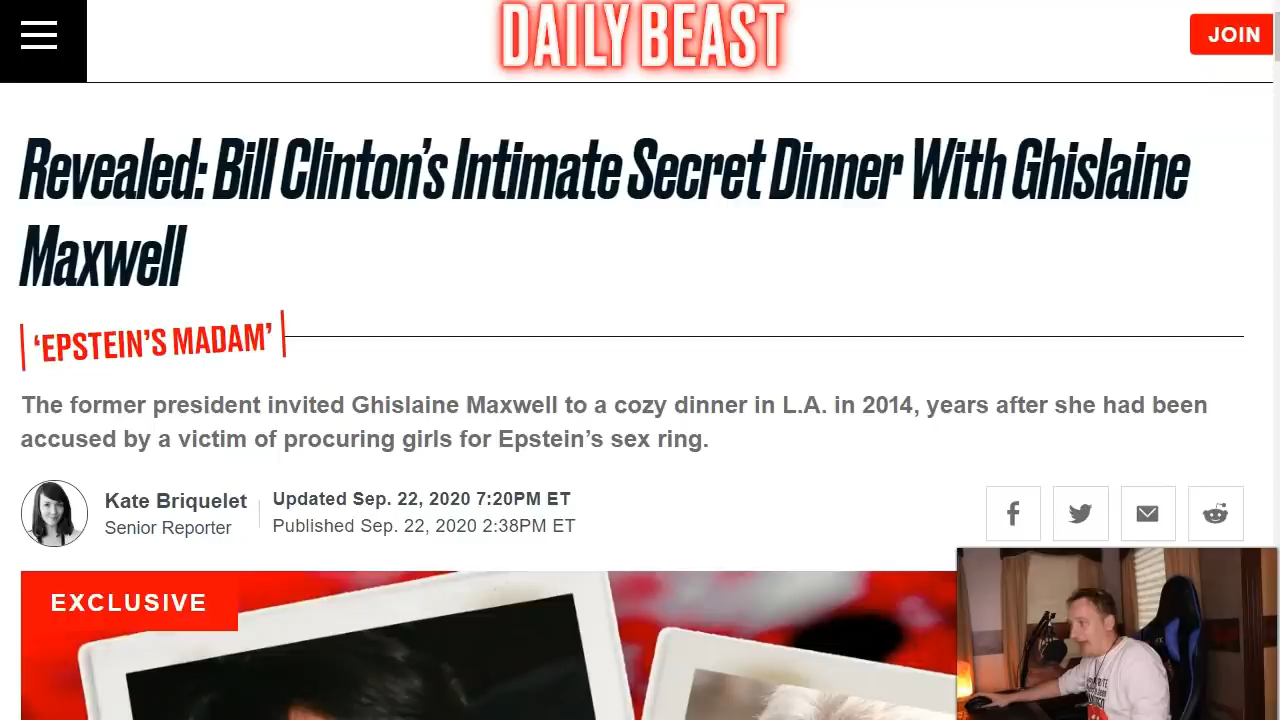 DAILY BEAST
JOIN
Revealed: Bill Clinton's Intimate Secret Dinner With Ghislaine
Maxwell
'EPSTEIN'S MADAM'
The former president invited Ghislaine Maxwell to a cozy dinner in L.A. in 2014, years after she had been
accused by a victim of procuring girls for Epstein's sex ring.
Kate Briquelet
Senior Reporter
Updated Sep. 22, 2020 7:20PM ET
Published Sep. 22, 2020 2:38PM ET
EXCLUSIVE